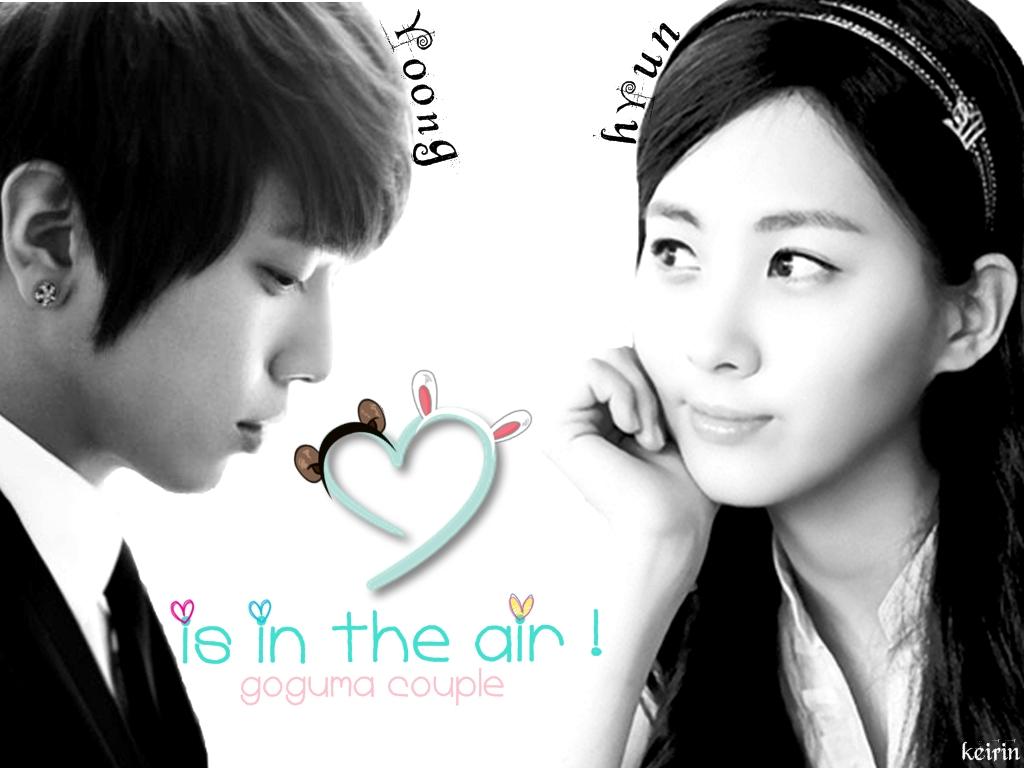 Yoong
hYun
is in the air !
goguma couple
keirin